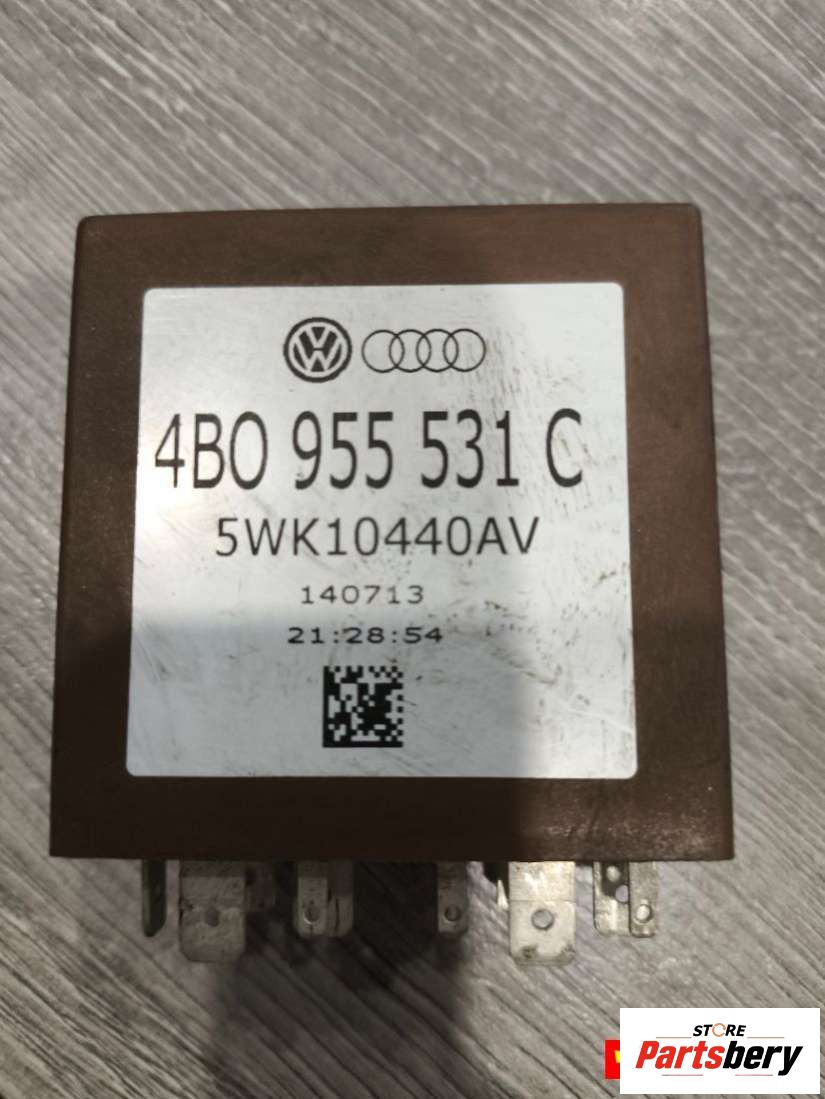 4B0 955 531 C
5WK10440AV
140713
21:28:54
STORE
Partsbery